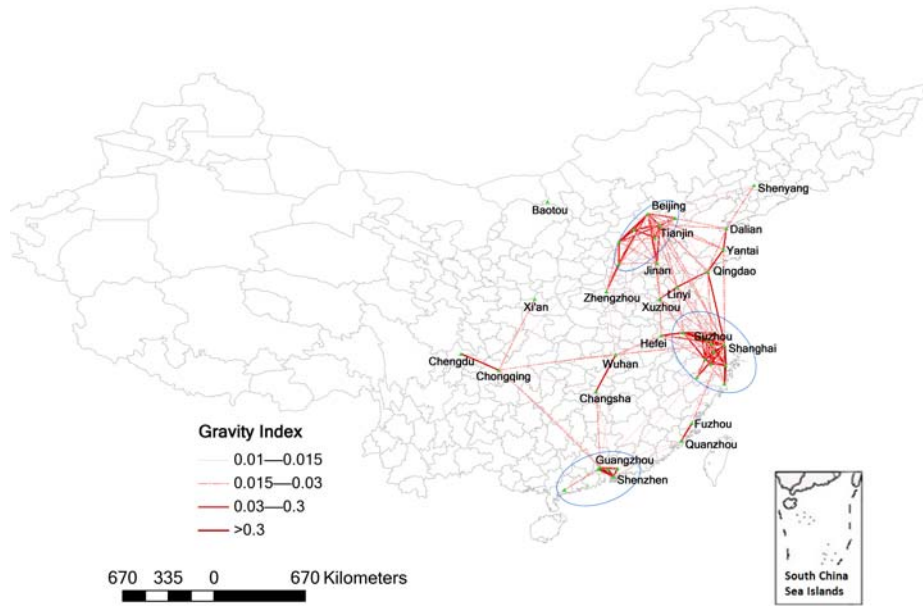 Shenyang
Beijing
Baotou
Tianjin
Dalian
Yantai
Jinan
Qingdao
Linyi
Zhengzhou
Xuzhou
Xi'an
Suzhou
Hefei
Shanghai
Chengdu
Wuhan
Chongqing
Changsha
Fuzhou
Quanzhou
Guangzhou
Shenzhen
Gravity Index
0.01—0.015
0.015—0.03
0.03—0.3
>0.3
670 335 0 670 Kilometers
South China
Sea Islands